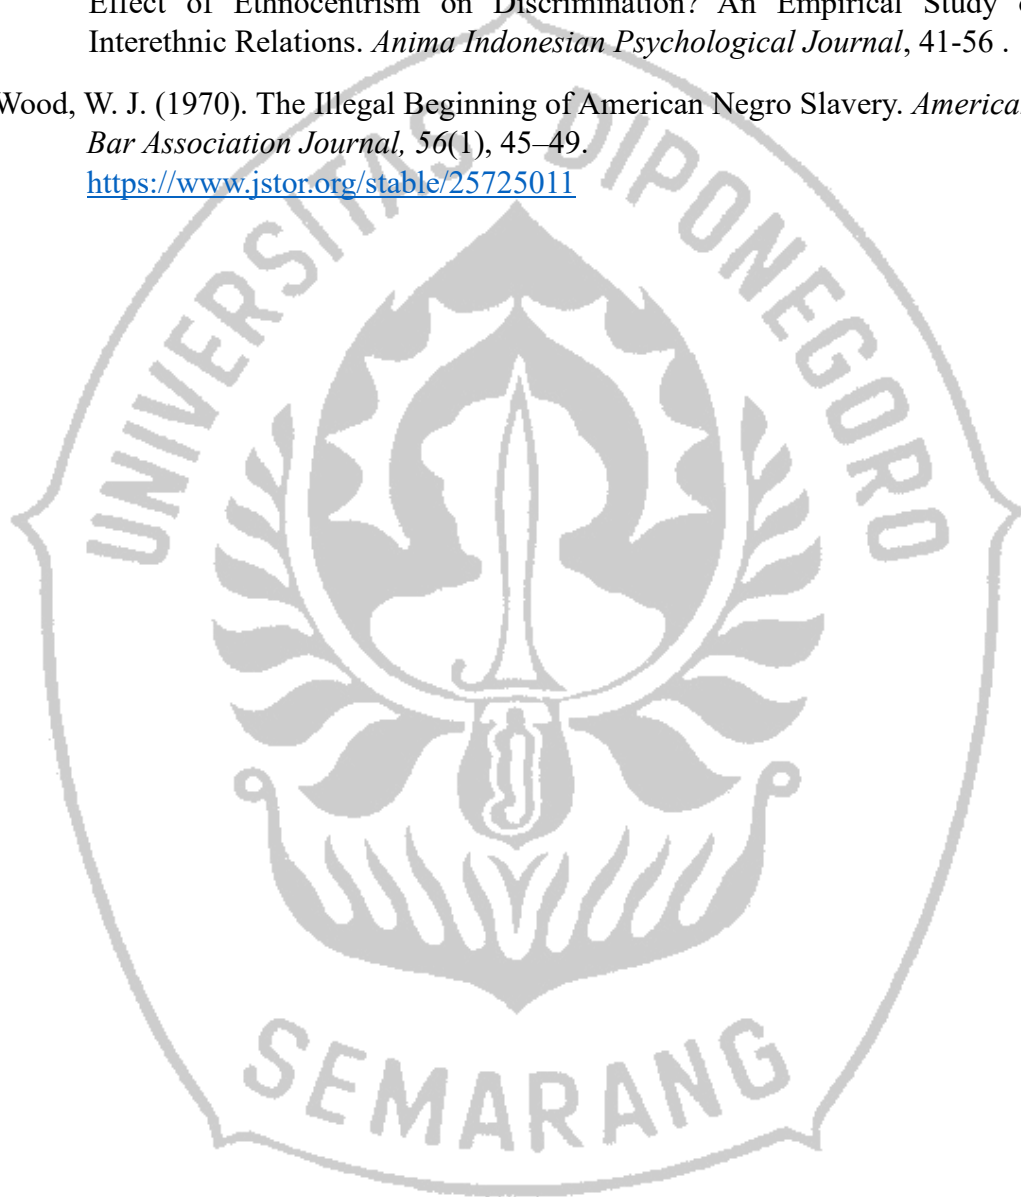 Effect of Ethnocentrism on Discrimination? An Empirical Study
Interethnic Relations. Anima Indonesian Psychological Journal, 41-56 .
Wood, W. J. (1970). The Illegal Beginning of American Negro Slavery. America
Bar Association Journal, 56(1), 45–49.
https://www.jstor.org/stable/25725011
UNIVERSITAS DIPONEGORO
SEMARANG